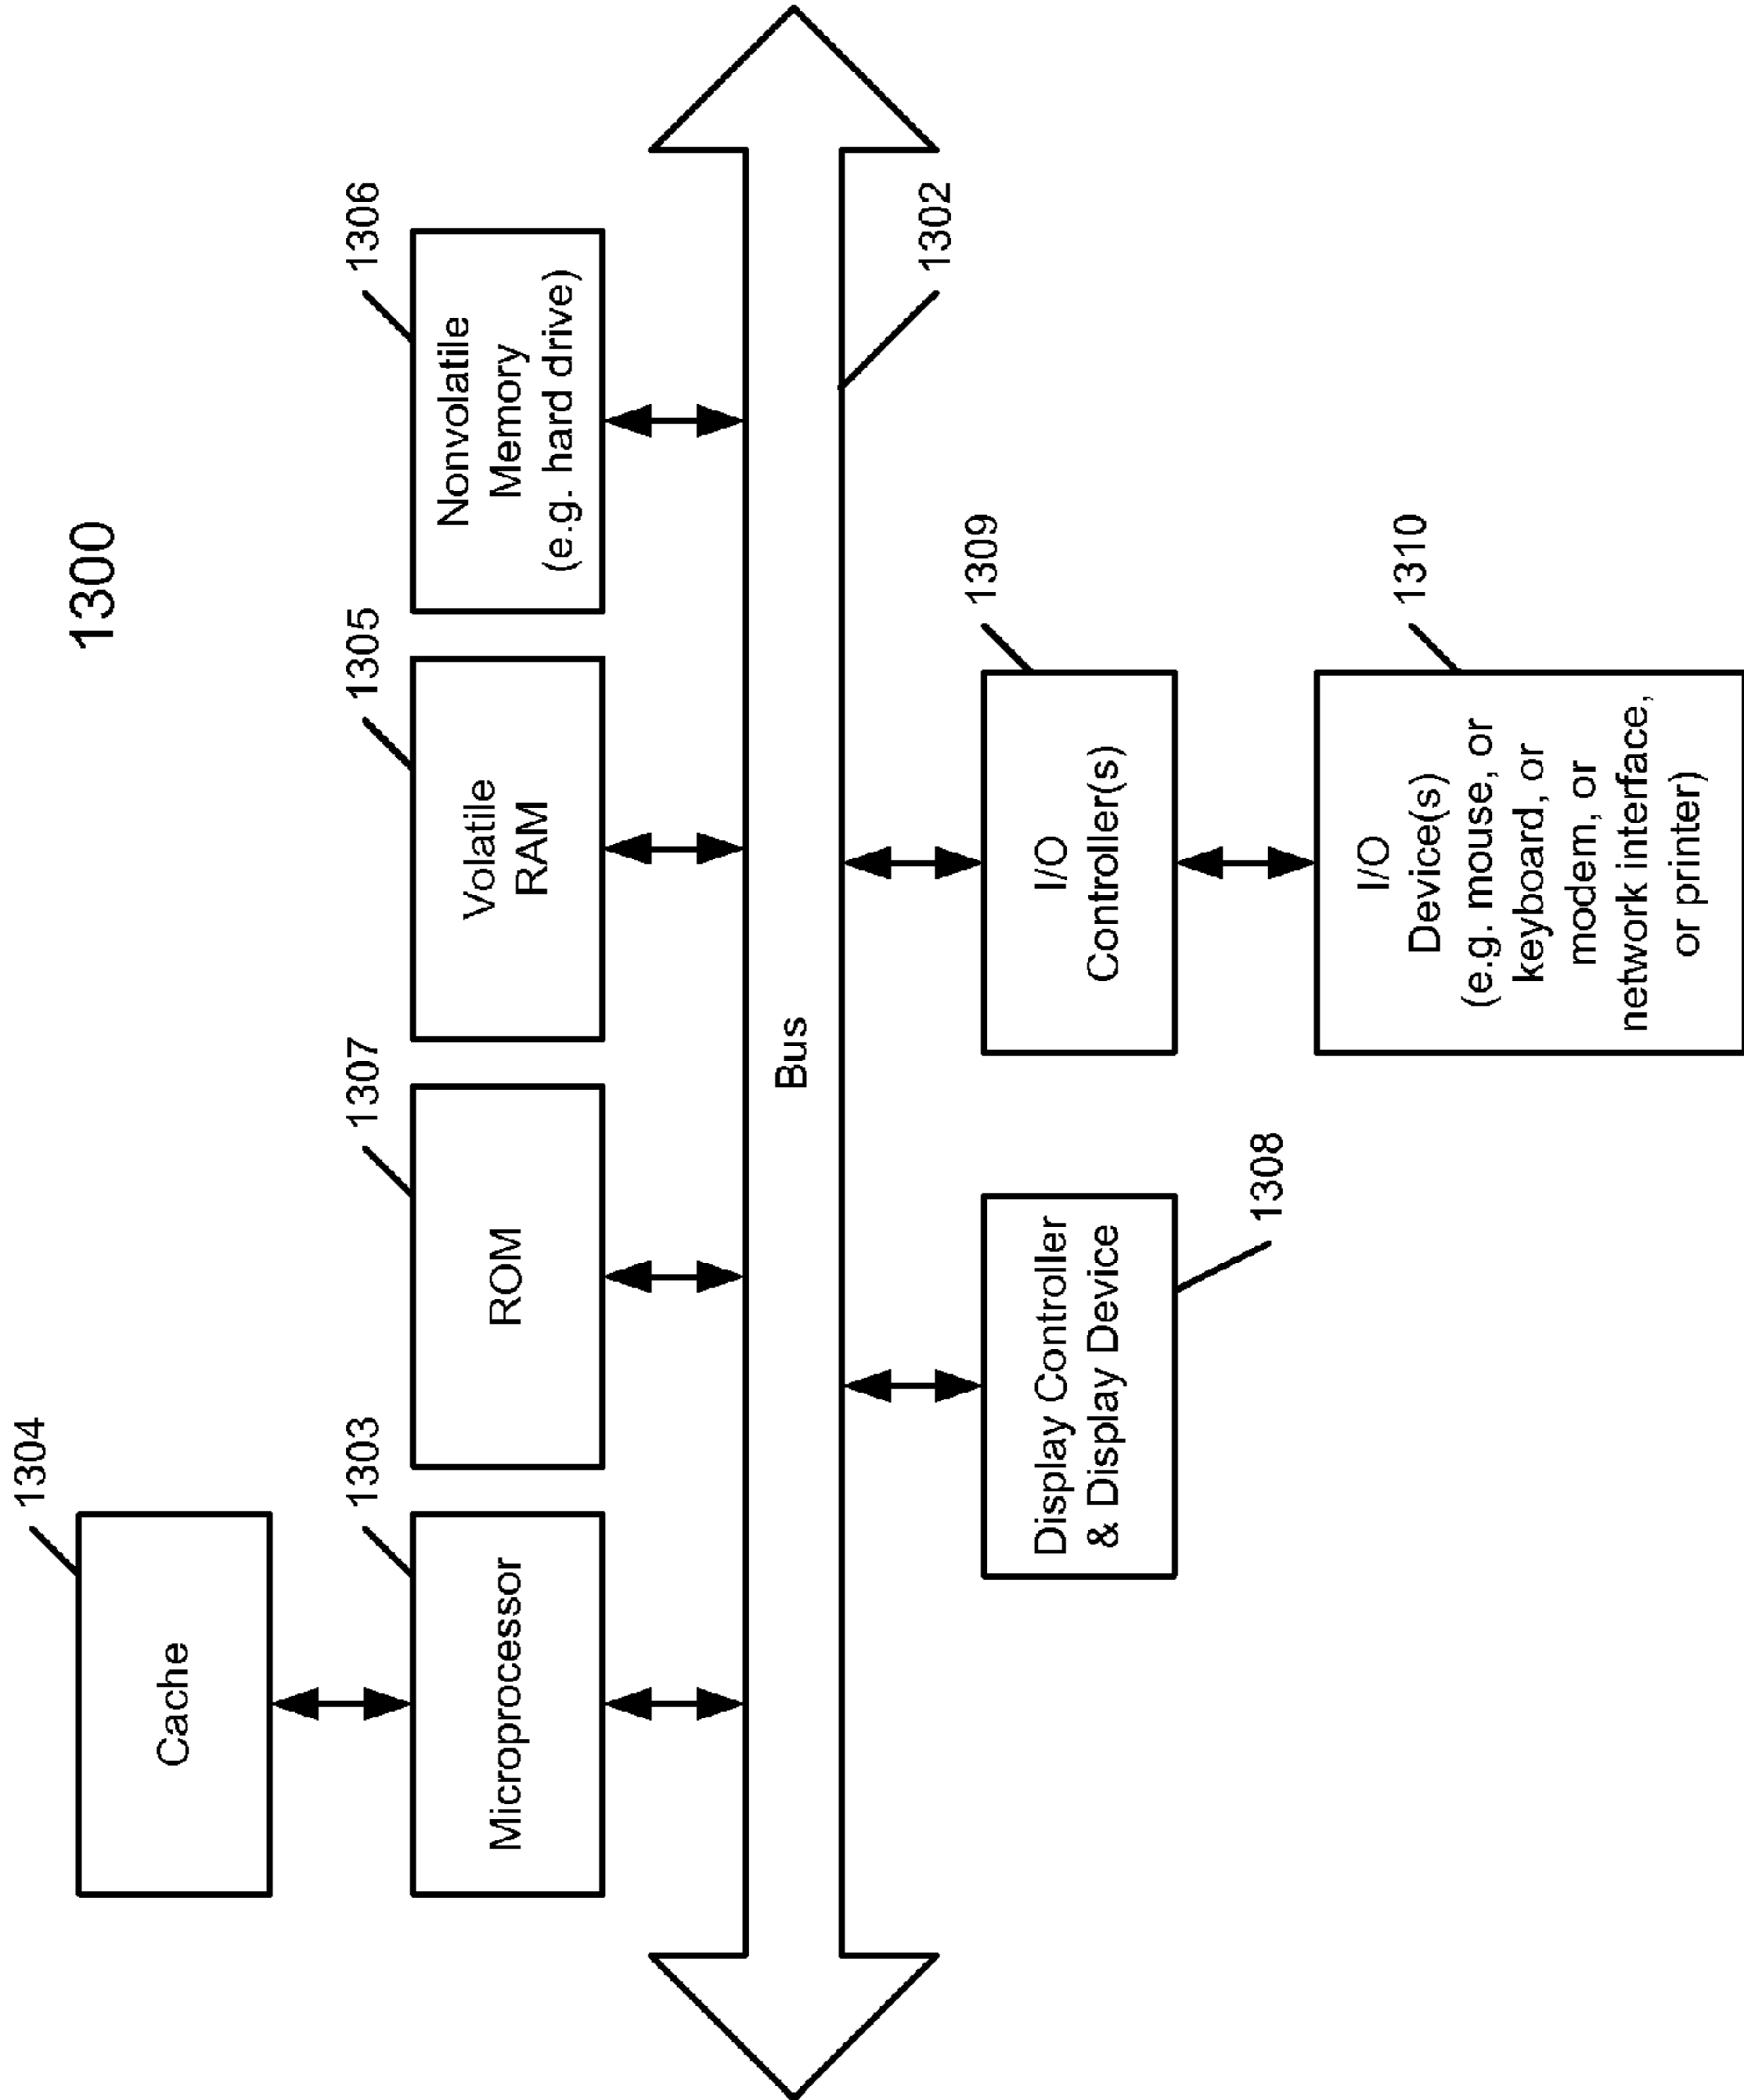 1300
1304
Cache
1303
1307
1305
1306
Microprocessor
ROM
Volatile
RAM
Nonvolatile
Memory
(e.g. hard drive)
Bus
1302
1309
Display Controller
& Display Device
I/O
Controller(s)
1308
1310
I/O
Device(s)
(e.g. mouse, or
keyboard, or
modem, or
network interface,
or printer)